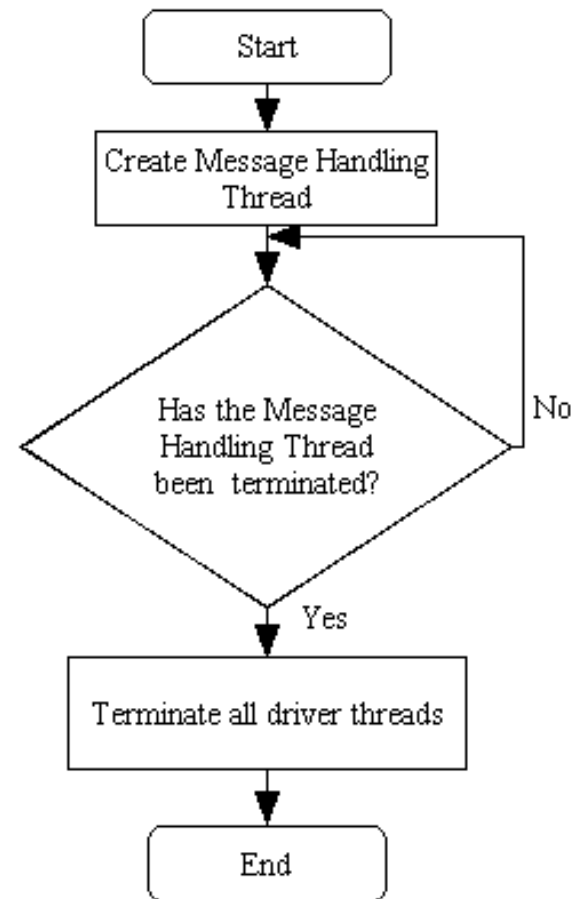 Start
Create Message Handling
Thread
Has the Message
Handling Thread
been terminated?
No
Yes
Terminate all driver threads
End